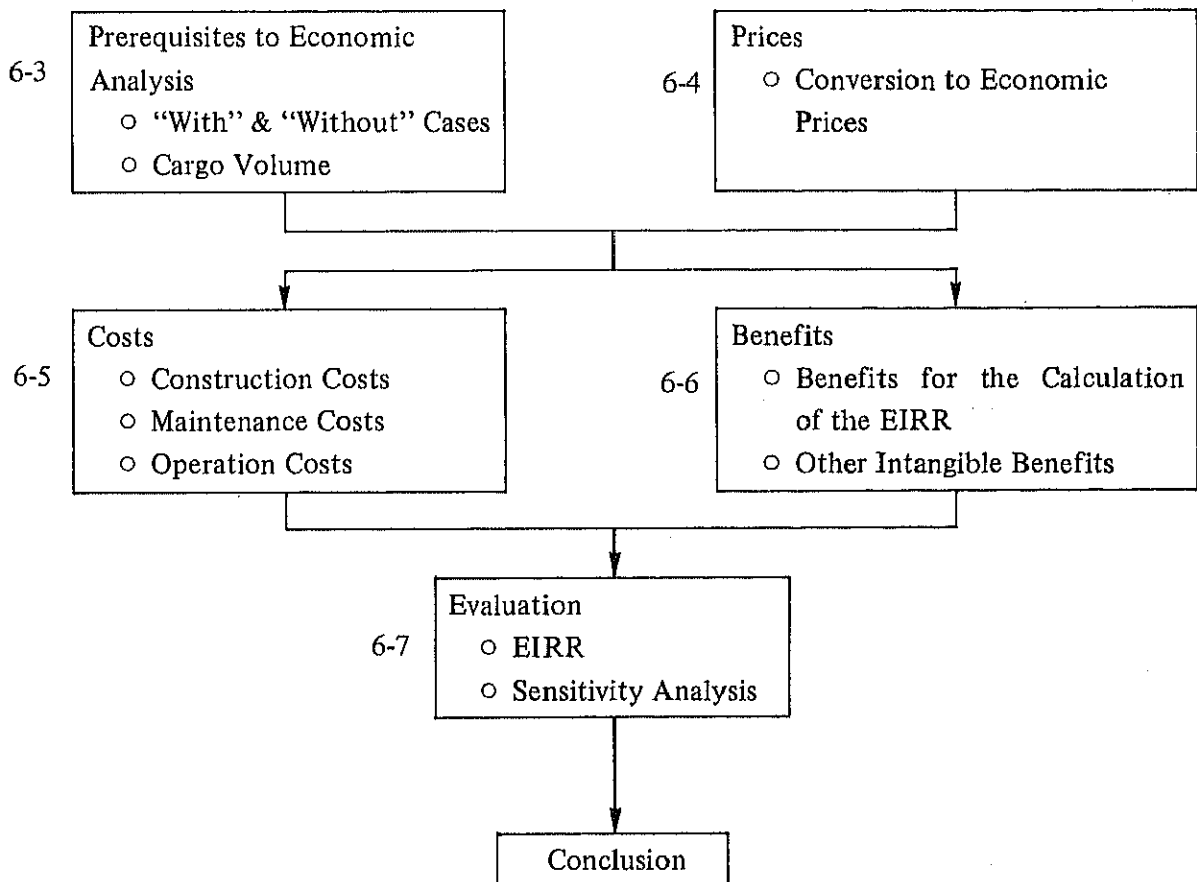 Prerequisites to Economic
Analysis
○ “With” & “Without” Cases
○ Cargo Volume
6-3
Prices
○ Conversion to Economic
Prices
6-4
Costs
○ Construction Costs
○ Maintenance Costs
○ Operation Costs
6-5
Benefits
○ Benefits for the Calculation
of the EIRR
○ Other Intangible Benefits
6-6
Evaluation
○ EIRR
○ Sensitivity Analysis
6-7
Conclusion